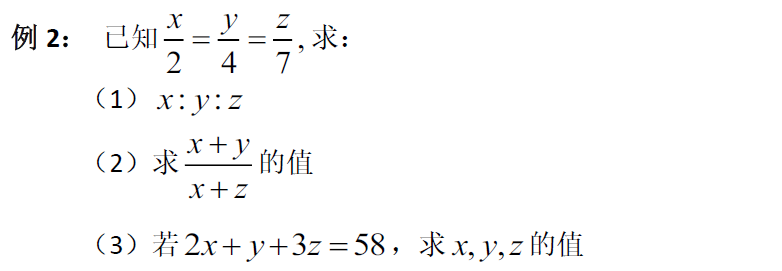 例 2： 已知 x/2 = y/4 = z/7 , 求：
（1） x : y : z
（2）求 (x+y)/(x+z) 的值
（3）若 2x + y + 3z = 58，求 x, y, z 的值